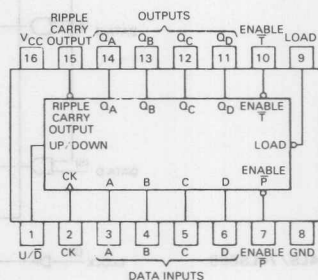 RIPPLE
CARRY
OUTPUT
OUTPUTS
ENABLE
VCC
QA QB QC QD
T̅
LOAD
16 15 14 13 12 11 10 9
RIPPLE
CARRY
OUTPUT
QA QB QC QD
ENABLE
T̅
UP/DOWN
LOAD
ENABLE
P̅
CK
A B C D
1 2 3 4 5 6 7 8
U/D̅ CK A B C D ENABLE GND
P̅
DATA INPUTS